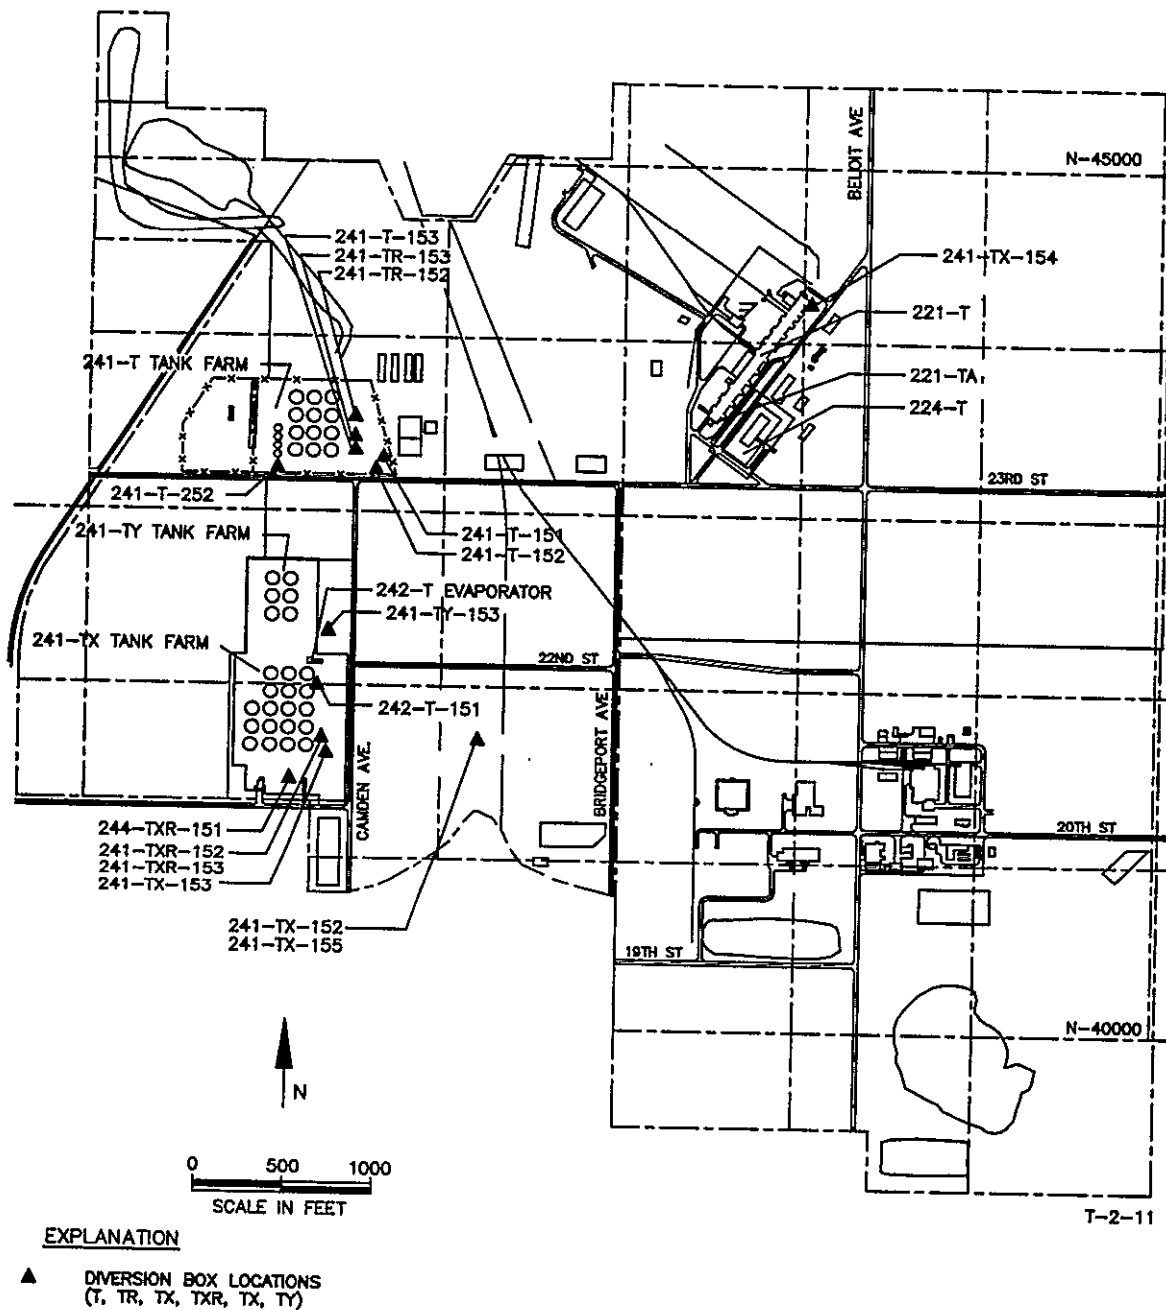 N-45000
BELOIT AVE
241-T-153
241-TR-153
241-TR-152
241-TX-154
221-T
241-T TANK FARM
221-TA
224-T
23RD ST
241-T-252
241-TY TANK FARM
241-T-151
241-T-152
242-T EVAPORATOR
241-TY-153
241-TX TANK FARM
22ND ST
242-T-151
BRIDGEPORT AVE.
CAMDEN AVE.
244-TXR-151
241-TXR-152
241-TXR-153
241-TX-153
20TH ST
241-TX-152
241-TX-155
19TH ST
N-40000
N
0 500 1000
SCALE IN FEET
T-2-11
EXPLANATION
DIVERSION BOX LOCATIONS
(T, TR, TX, TXR, TX, TY)